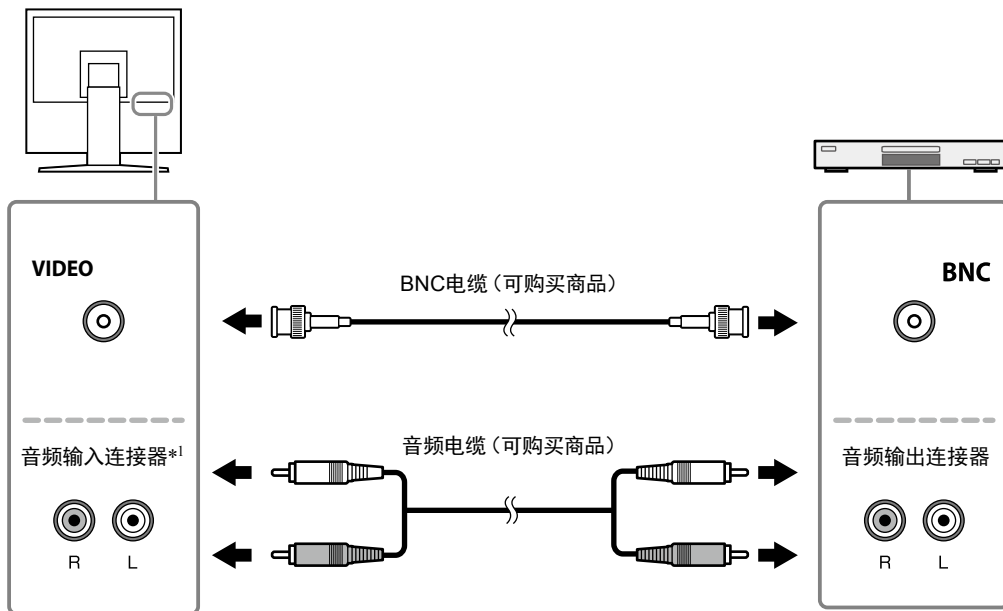 VIDEO
BNC电缆（可购买商品）
BNC
音频输入连接器*1
音频电缆（可购买商品）
音频输出连接器
R L
R L